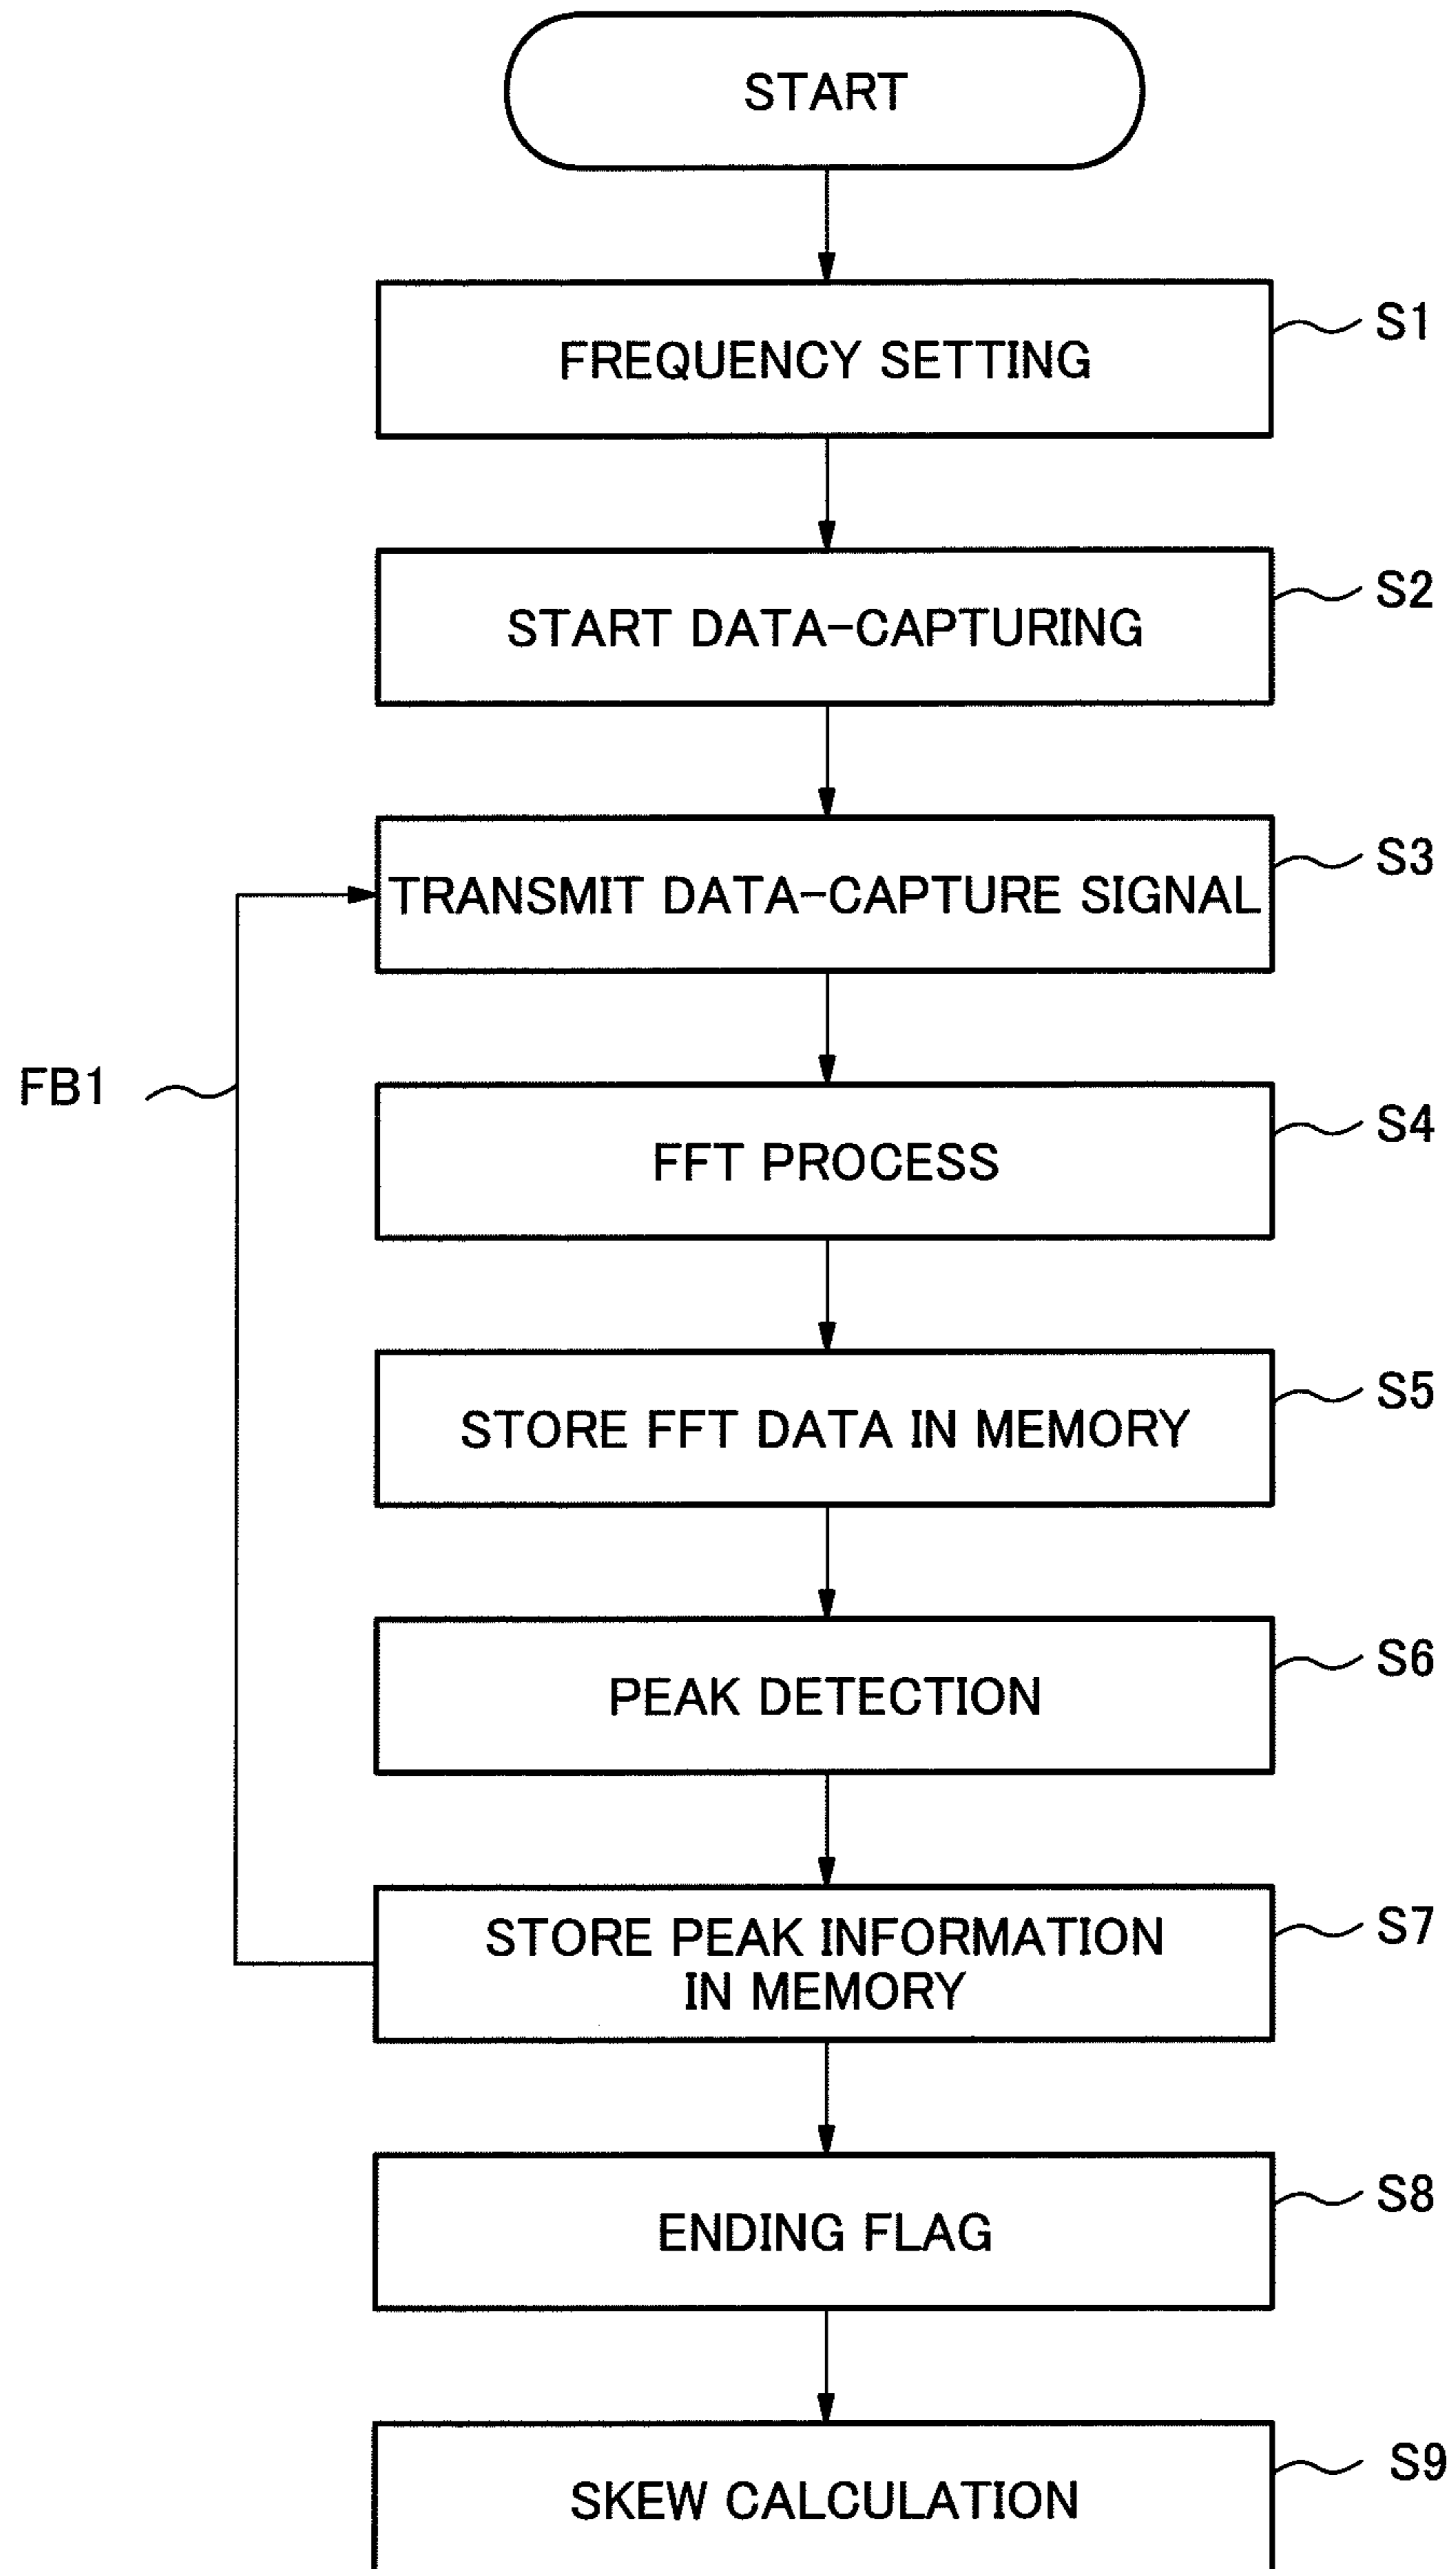 START
FREQUENCY SETTING
S1
START DATA-CAPTURING
S2
TRANSMIT DATA-CAPTURE SIGNAL
S3
FB1
FFT PROCESS
S4
STORE FFT DATA IN MEMORY
S5
PEAK DETECTION
S6
STORE PEAK INFORMATION
IN MEMORY
S7
ENDING FLAG
S8
SKEW CALCULATION
S9